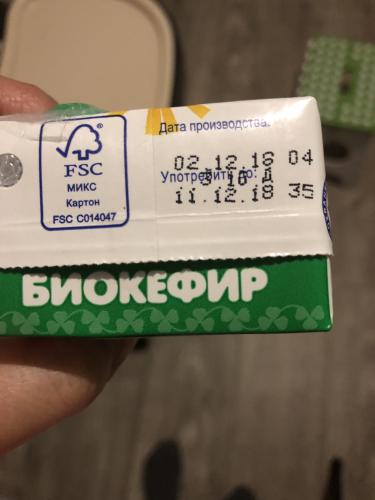 FSC
МИКС
Картон
FSC C014047
Дата производства:
02.12.18 04
Употребить до:
11.12.18 35
БИОКЕФИР